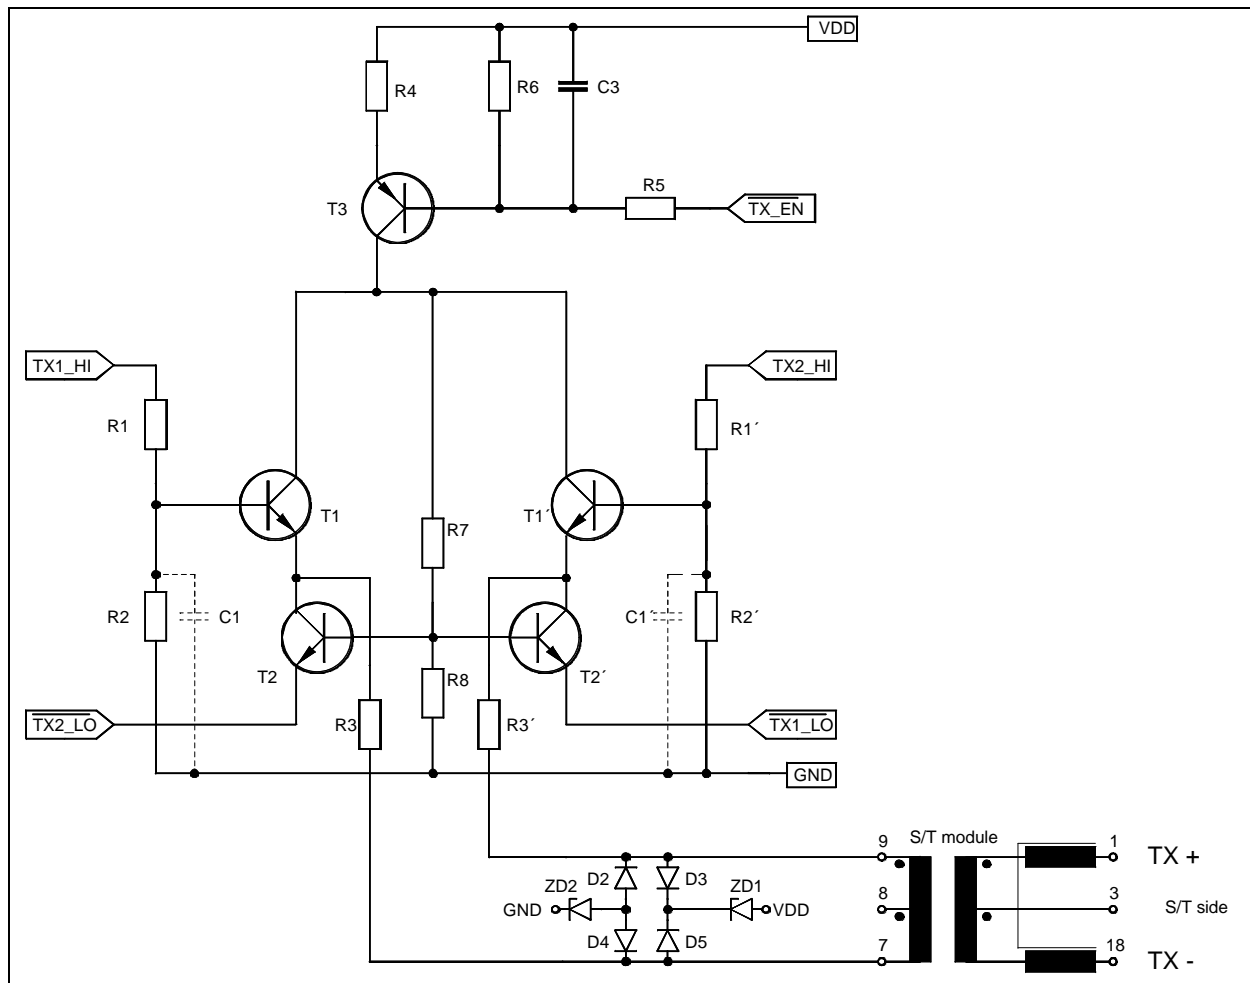 VDD
R4
R6
C3
R5
T3
TX_EN
TX1_HI
TX2_HI
R1
R1´
T1
T1´
R7
R2
C1
C1´
R2´
T2
R8
T2´
TX2_LO
R3
R3´
TX1_LO
GND
S/T module
9
1
TX +
D2
D3
ZD2
ZD1
8
3
GND
VDD
S/T side
D4
D5
7
18
TX -